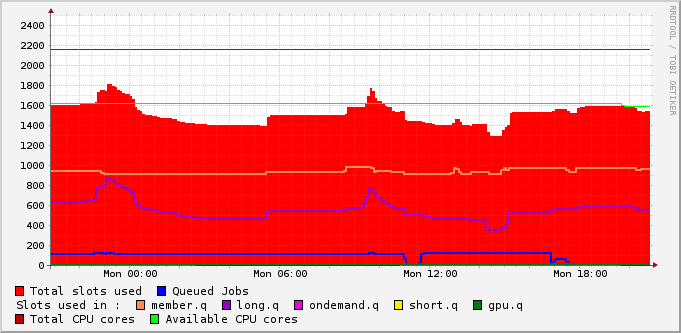 RRDTOOL / TOBI OETIKER
2400
2200
2000
1800
1600
1400
1200
1000
800
600
400
200
0
Mon 00:00 Mon 06:00 Mon 12:00 Mon 18:00
Total slots used Queued Jobs
Slots used in : member.q long.q ondemand.q short.q gpu.q
Total CPU cores Available CPU cores